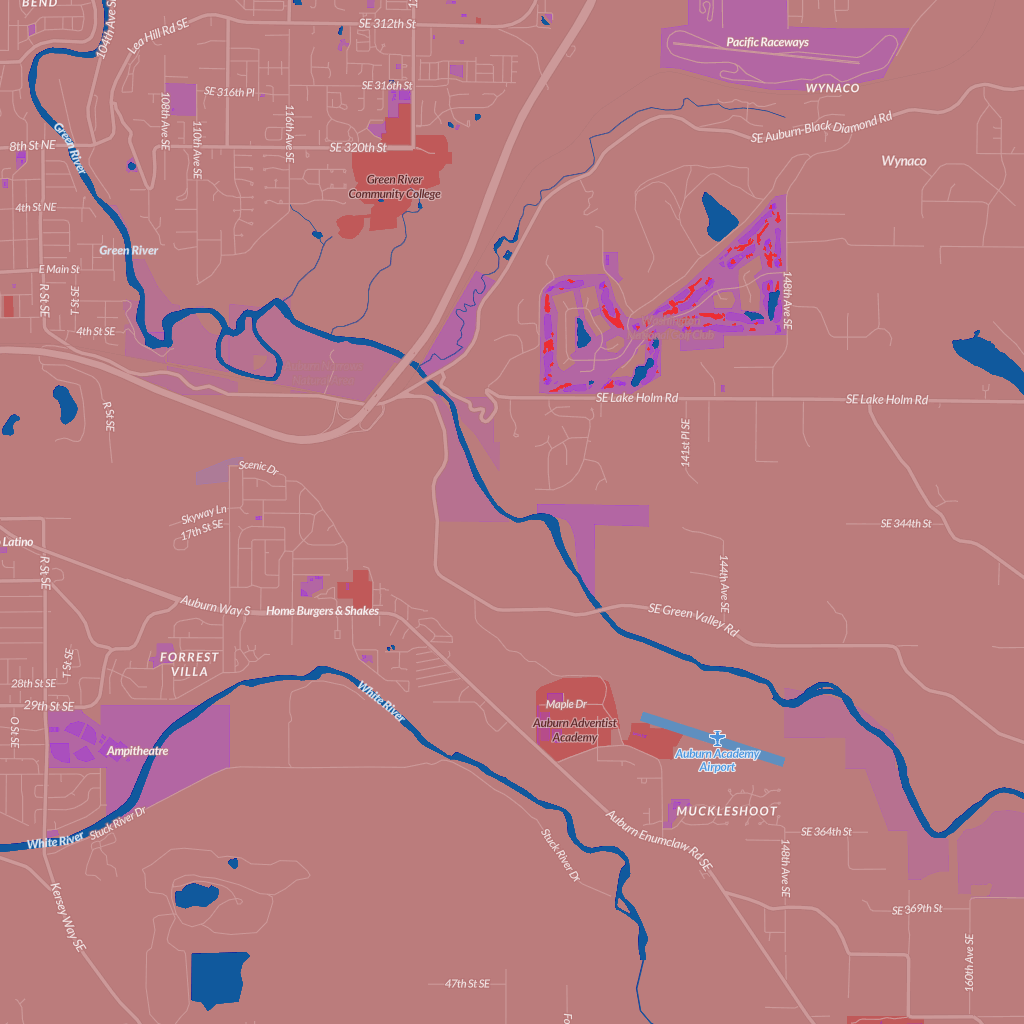 BEND
104th Ave SE
Lea Hill Rd SE
SE 312th St
Pacific Raceways
WYNACO
SE 316th Pl
SE 316th St
108th Ave SE
110th Ave SE
116th Ave SE
SE 320th St
SE Auburn-Black Diamond Rd
Wynaco
8th St NE
Green River
Green River
Community College
4th St NE
Green River
E Main St
R St SE
T St SE
4th St SE
148th Ave SE
SE Lake Holm Rd
SE Lake Holm Rd
R St SE
141st Pl SE
Scenic Dr
Skyway Ln
17th St SE
SE 344th St
Latino
R St SE
144th Ave SE
Auburn Way S
Home Burgers & Shakes
SE Green Valley Rd
FORREST
VILLA
T St SE
28th St SE
29th St SE
O St SE
White River
Maple Dr
Auburn Adventist
Academy
Ampitheatre
Auburn Academy
Airport
MUCKLESHOOT
White River
Stuck River Dr
Auburn Enumclaw Rd SE
SE 364th St
Stuck River Dr
148th Ave SE
Kersey Way SE
SE 369th St
160th Ave SE
47th St SE